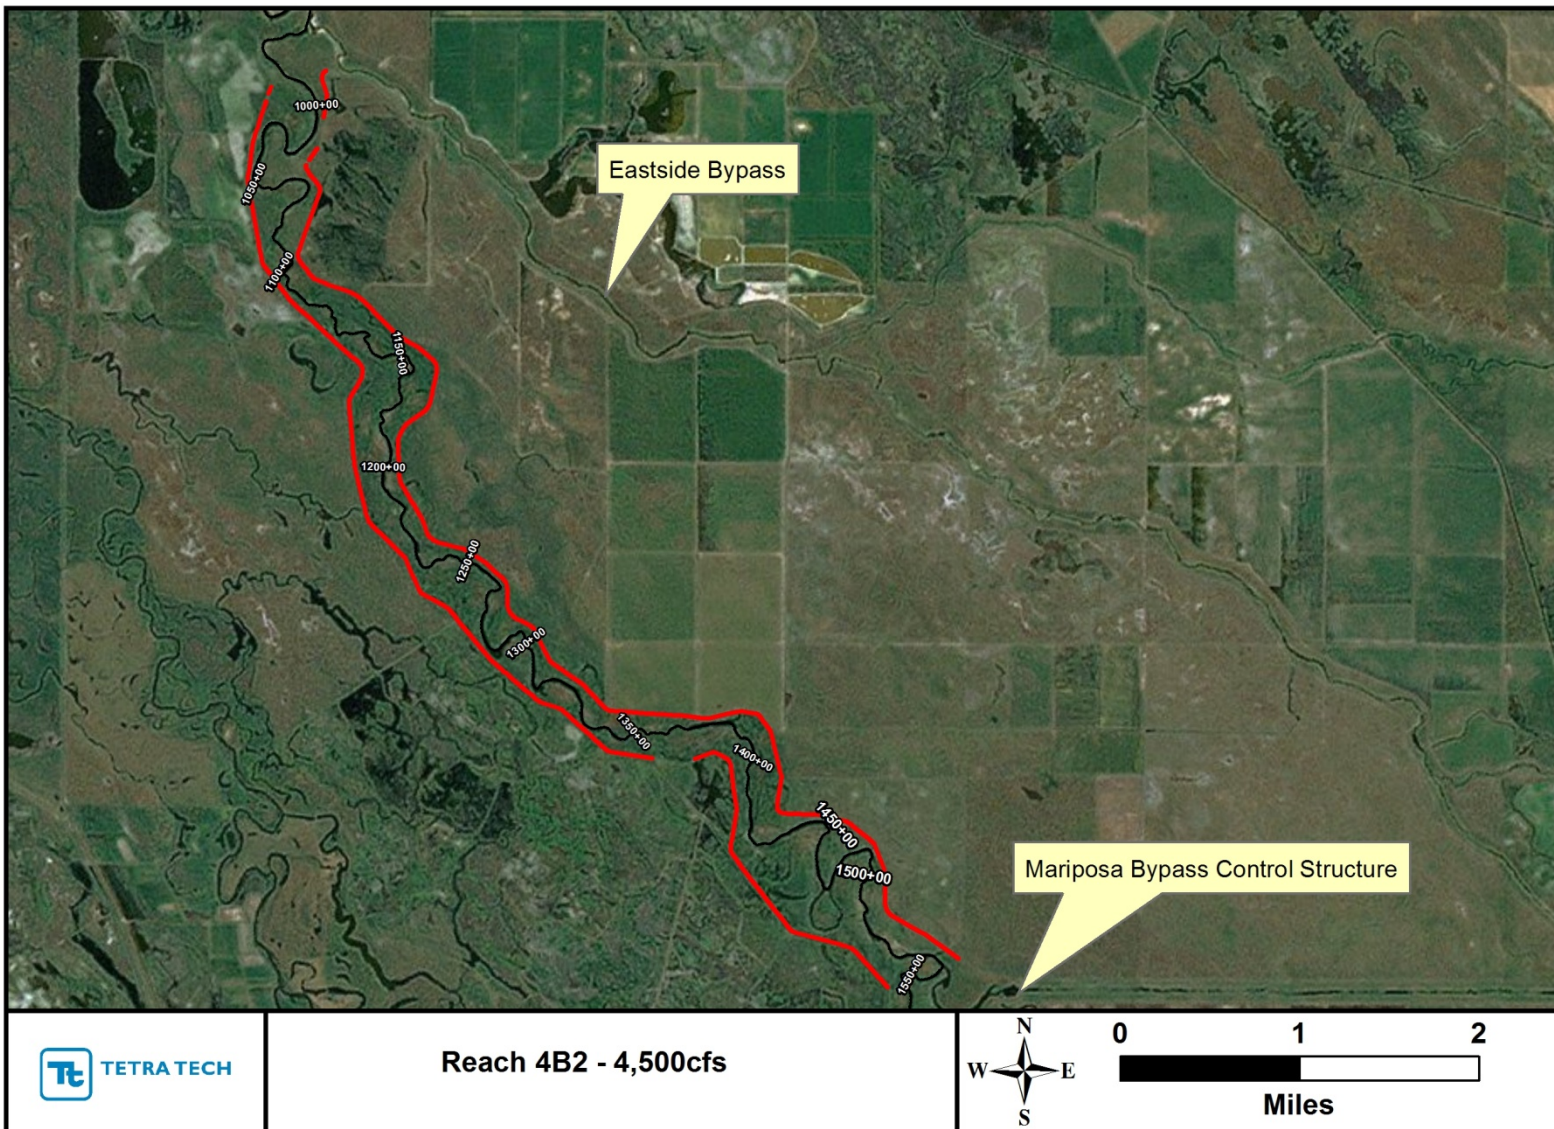 1000+00
Eastside Bypass
1050+00
1100+00
1150+00
1200+00
1250+00
1300+00
1350+00
1400+00
1450+00
1500+00
Mariposa Bypass Control Structure
1550+00
Tt TETRA TECH
Reach 4B2 - 4,500cfs
N
W E
S
0 1 2
Miles